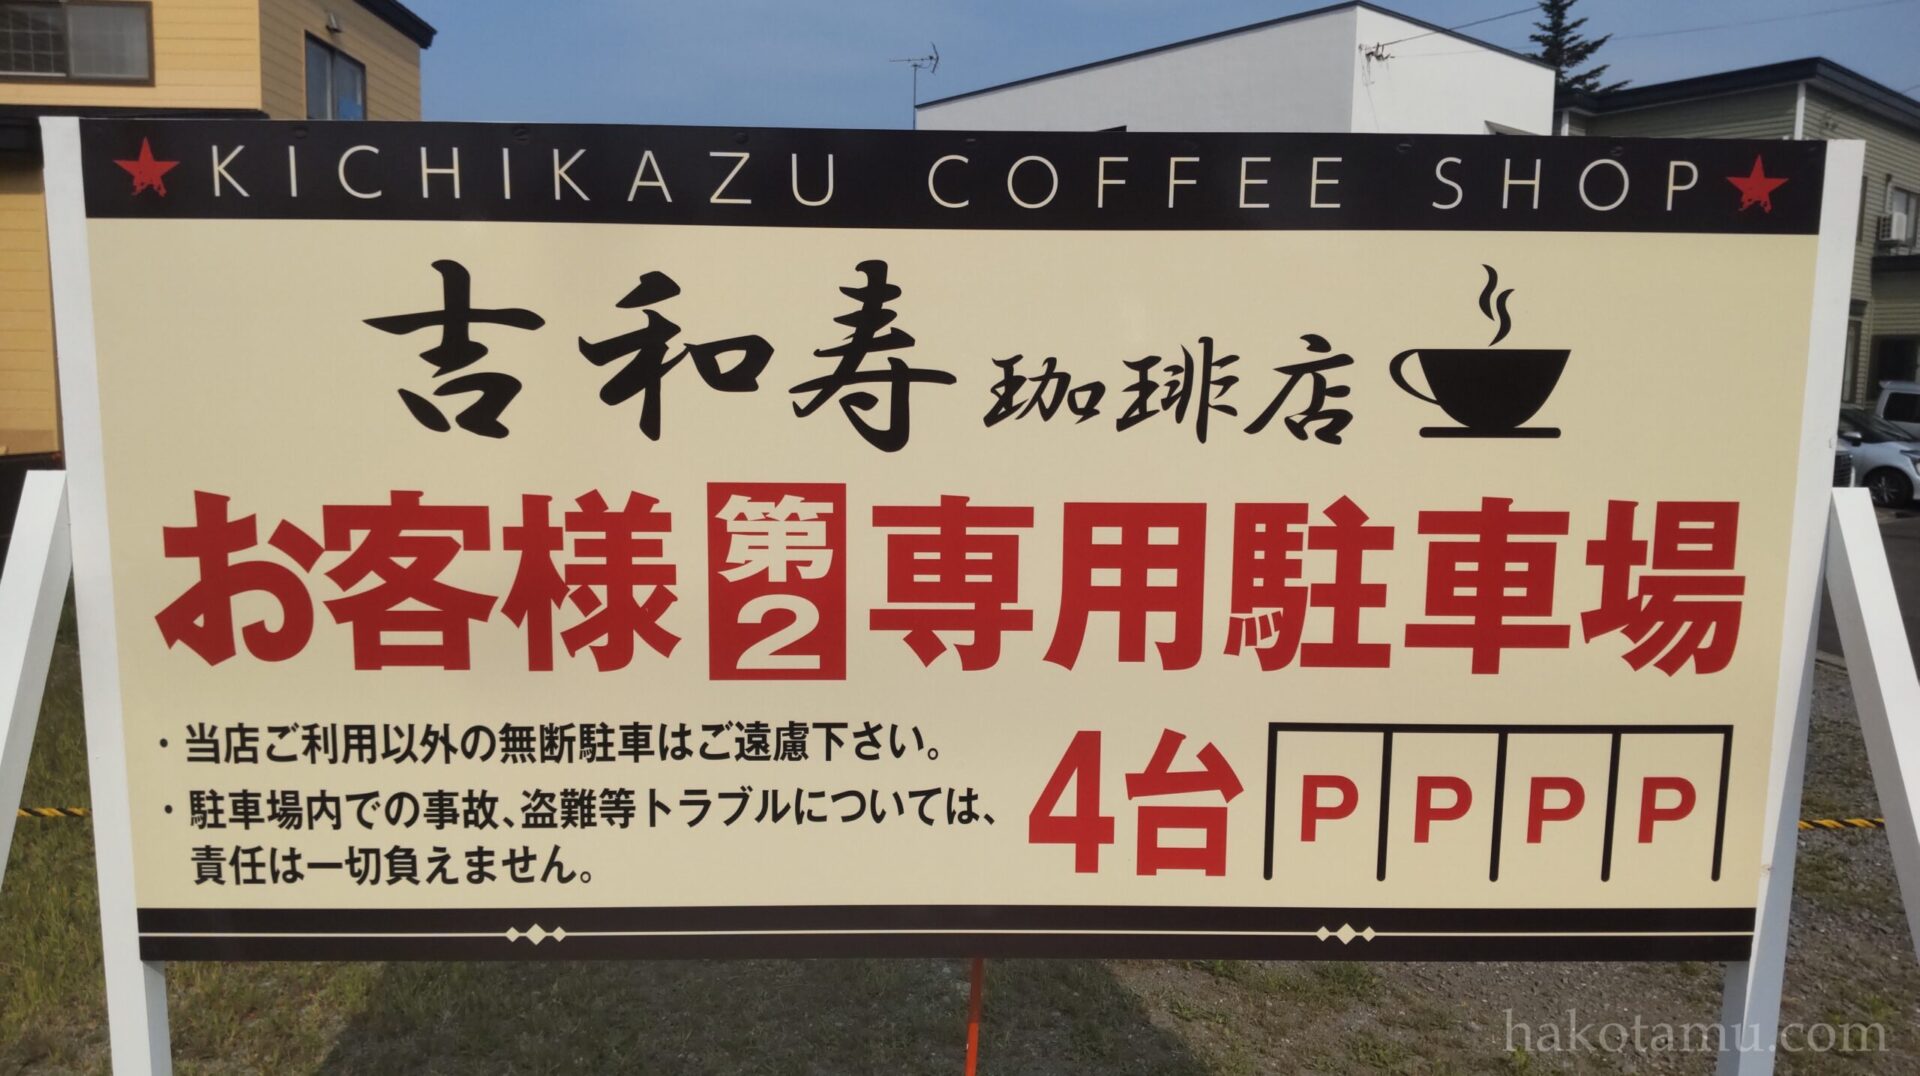 ★KICHIKAZU COFFEE SHOP★
吉和寿珈琲店
お客様第2専用駐車場
・当店ご利用以外の無断駐車はご遠慮下さい。
・駐車場内での事故、盗難等トラブルについては、
責任は一切負えません。
4台 P P P P
hakotamu.com